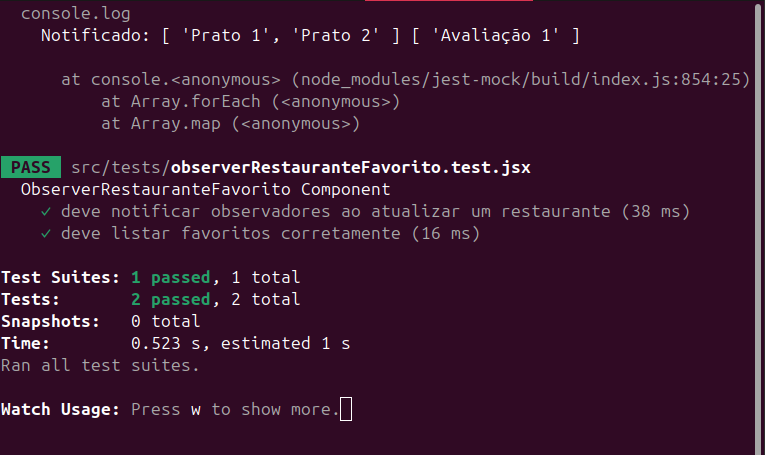 console.log
Notificado: [ 'Prato 1', 'Prato 2' ] [ 'Avaliação 1' ]
at console.<anonymous> (node_modules/jest-mock/build/index.js:854:25)
at Array.forEach (<anonymous>)
at Array.map (<anonymous>)
PASS src/tests/observerRestauranteFavorito.test.jsx
ObserverRestauranteFavorito Component
✓ deve notificar observadores ao atualizar um restaurante (38 ms)
✓ deve listar favoritos corretamente (16 ms)
Test Suites: 1 passed, 1 total
Tests: 2 passed, 2 total
Snapshots: 0 total
Time: 0.523 s, estimated 1 s
Ran all test suites.
Watch Usage: Press w to show more.